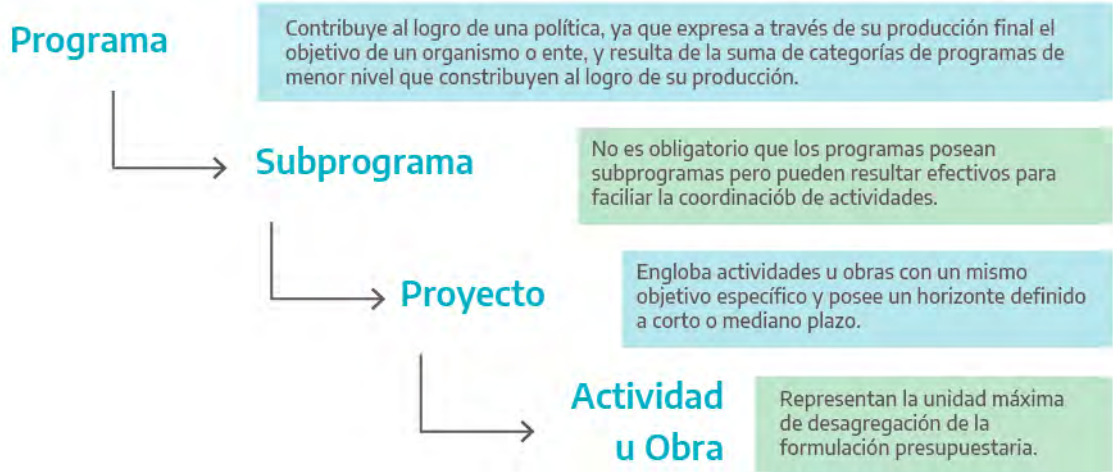 Programa
Contribuye al logro de una política, ya que expresa a través de su producción final el
objetivo de un organismo o ente, y resulta de la suma de categorías de programas de
menor nivel que constribuyen al logro de su producción.
Subprograma
No es obligatorio que los programas posean
subprogramas pero pueden resultar efectivos para
faciliar la coordinaciób de actividades.
Proyecto
Engloba actividades u obras con un mismo
objetivo específico y posee un horizonte definido
a corto o mediano plazo.
Actividad
u Obra
Representan la unidad máxima
de desagregación de la
formulación presupuestaria.